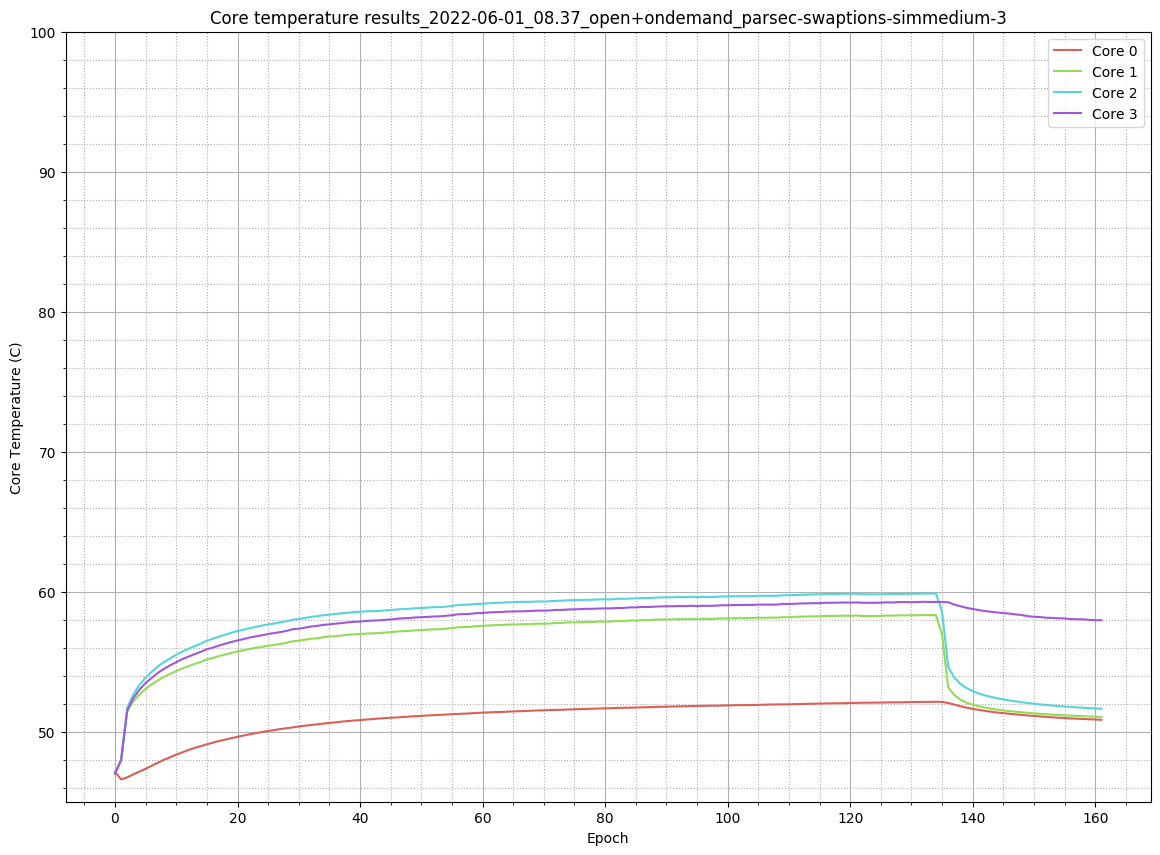 Core temperature results_2022-06-01_08.37_open+ondemand_parsec-swaptions-simmedium-3
Core 0
Core 1
Core 2
Core 3
Core Temperature (C)
100
90
80
70
60
50
0 20 40 60 80 100 120 140 160
Epoch